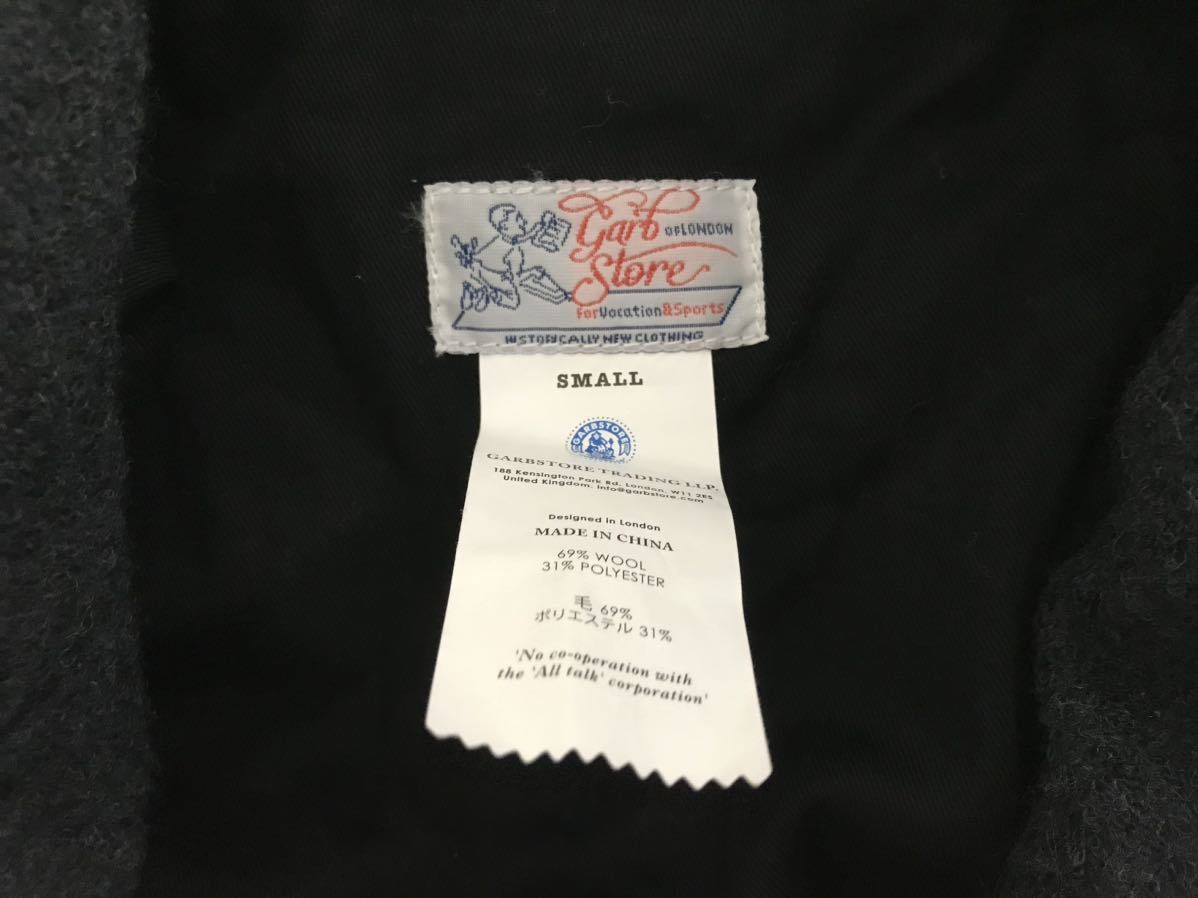 Garb OF LONDON
Store
For Vocation & Sports
HISTORICALLY NEW CLOTHING
SMALL
GARBSTORE
GARBSTORE TRADING LLP.
188 Kensington Park Rd, London, W11 2ES
United Kingdom. info@garbstore.com
Designed in London
MADE IN CHINA
69% WOOL
31% POLYESTER
毛 69%
ポリエステル 31%
'No co-operation with
the 'All talk' corporation'